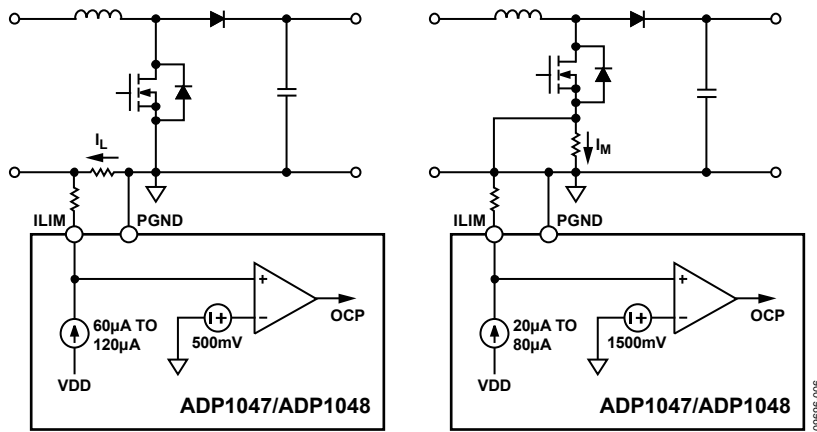 IL
ILIM
PGND
60µA TO
120µA
VDD
500mV
+
−
+
OCP
ADP1047/ADP1048
IM
ILIM
PGND
20µA TO
80µA
VDD
1500mV
+
−
+
OCP
ADP1047/ADP1048